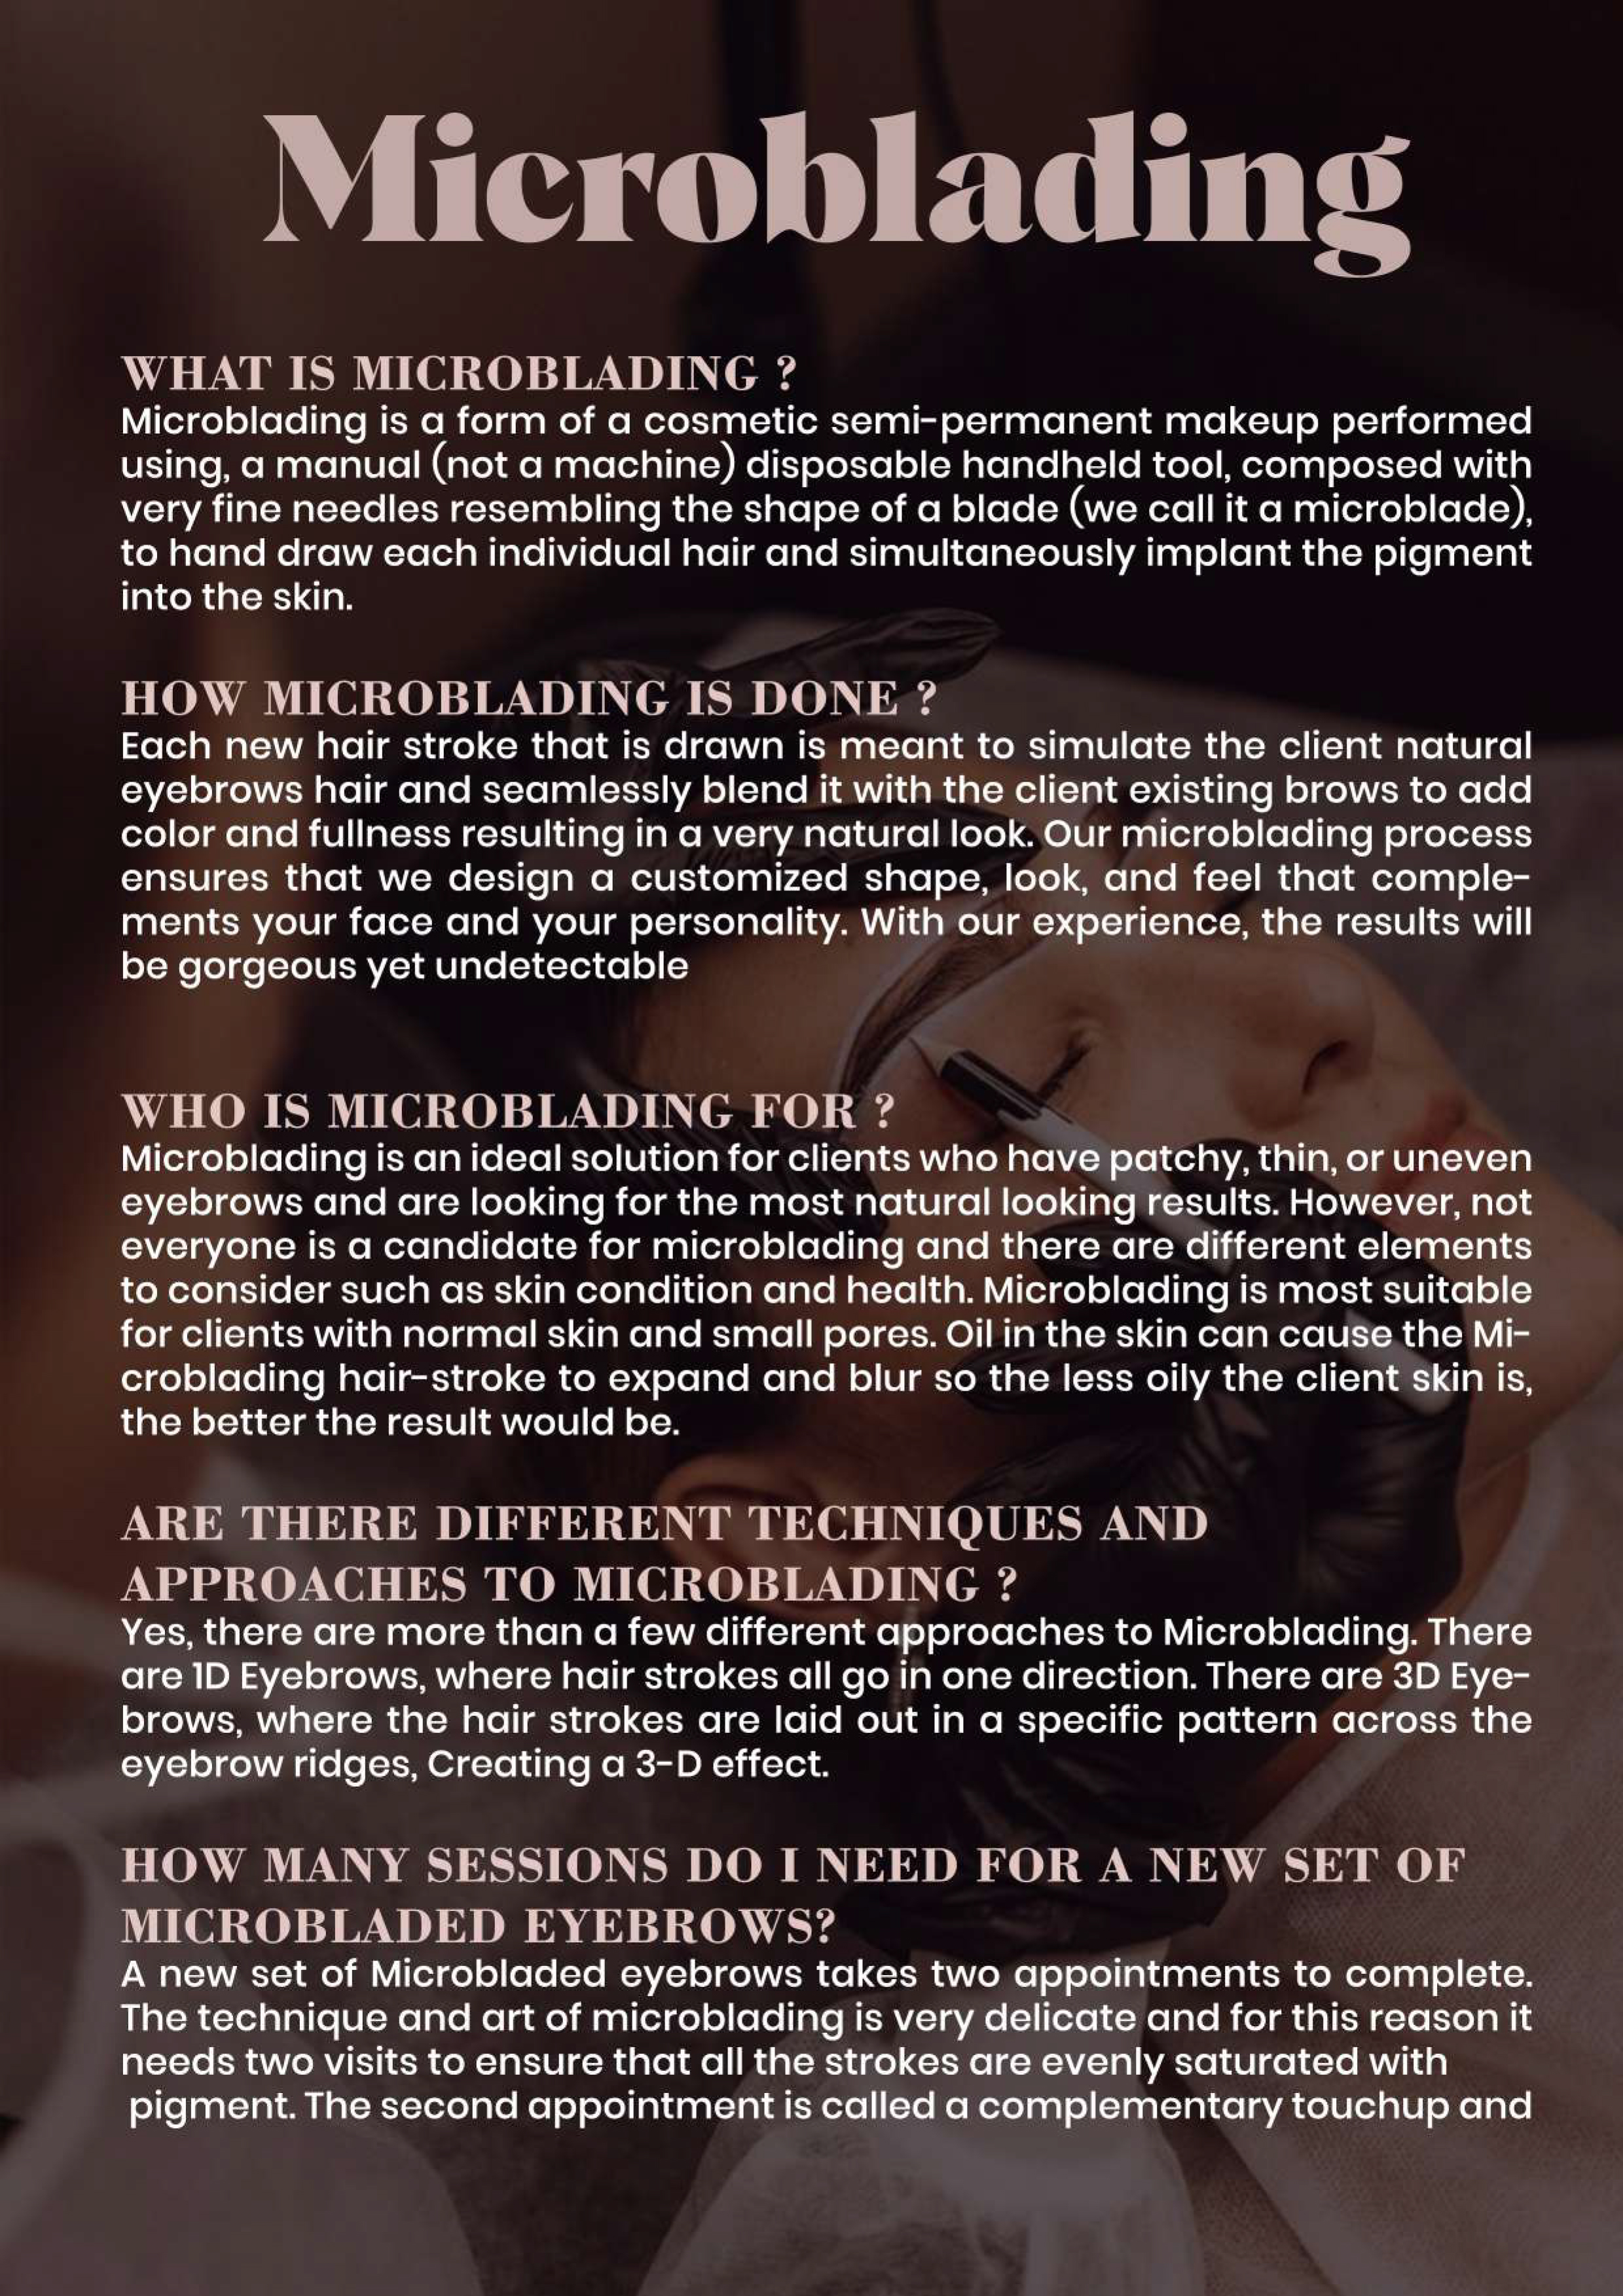 Microblading
WHAT IS MICROBLADING ?
Microblading is a form of a cosmetic semi-permanent makeup performed
using, a manual (not a machine) disposable handheld tool, composed with
very fine needles resembling the shape of a blade (we call it a microblade),
to hand draw each individual hair and simultaneously implant the pigment
into the skin.
HOW MICROBLADING IS DONE ?
Each new hair stroke that is drawn is meant to simulate the client natural
eyebrows hair and seamlessly blend it with the client existing brows to add
color and fullness resulting in a very natural look. Our microblading process
ensures that we design a customized shape, look, and feel that comple-
ments your face and your personality. With our experience, the results will
be gorgeous yet undetectable
WHO IS MICROBLADING FOR ?
Microblading is an ideal solution for clients who have patchy, thin, or uneven
eyebrows and are looking for the most natural looking results. However, not
everyone is a candidate for microblading and there are different elements
to consider such as skin condition and health. Microblading is most suitable
for clients with normal skin and small pores. Oil in the skin can cause the Mi-
croblading hair-stroke to expand and blur so the less oily the client skin is,
the better the result would be.
ARE THERE DIFFERENT TECHNIQUES AND
APPROACHES TO MICROBLADING ?
Yes, there are more than a few different approaches to Microblading. There
are 1D Eyebrows, where hair strokes all go in one direction. There are 3D Eye-
brows, where the hair strokes are laid out in a specific pattern across the
eyebrow ridges, Creating a 3-D effect.
HOW MANY SESSIONS DO I NEED FOR A NEW SET OF
MICROBLADED EYEBROWS?
A new set of Microbladed eyebrows takes two appointments to complete.
The technique and art of microblading is very delicate and for this reason it
needs two visits to ensure that all the strokes are evenly saturated with
pigment. The second appointment is called a complementary touchup and